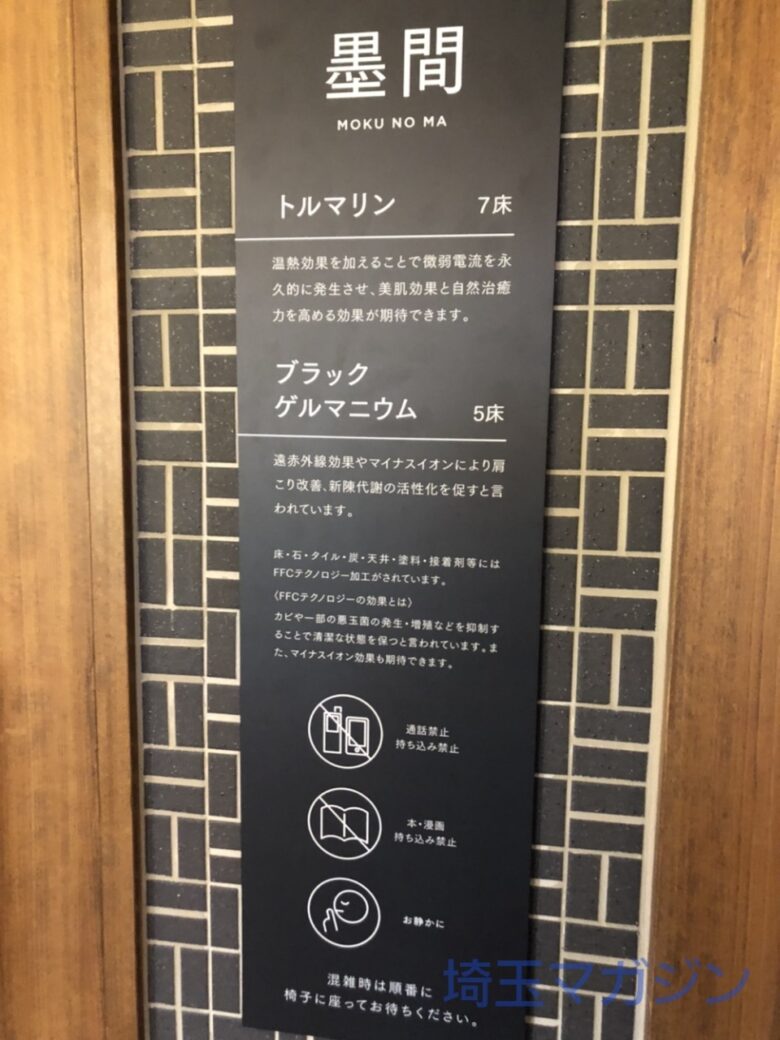 墨間
MOKU NO MA
トルマリン 7床
温熱効果を加えることで微弱電流を永
久的に発生させ、美肌効果と自然治癒
力を高める効果が期待できます。
ブラック
ゲルマニウム 5床
遠赤外線効果やマイナスイオンにより肩
こり改善、新陳代謝の活性化を促すと言
われています。
床・石・タイル・炭・天井・塗料・接着剤等には
FFCテクノロジー加工がされています。
〈FFCテクノロジーの効果とは〉
カビや一部の悪玉菌の発生・増殖などを抑制す
ることで清潔な状態を保つと言われています。ま
た、マイナスイオン効果も期待できます。
通話禁止
持ち込み禁止
本・漫画
持ち込み禁止
お静かに
混雑時は順番に
椅子に座ってお待ちください。
埼玉マガジン